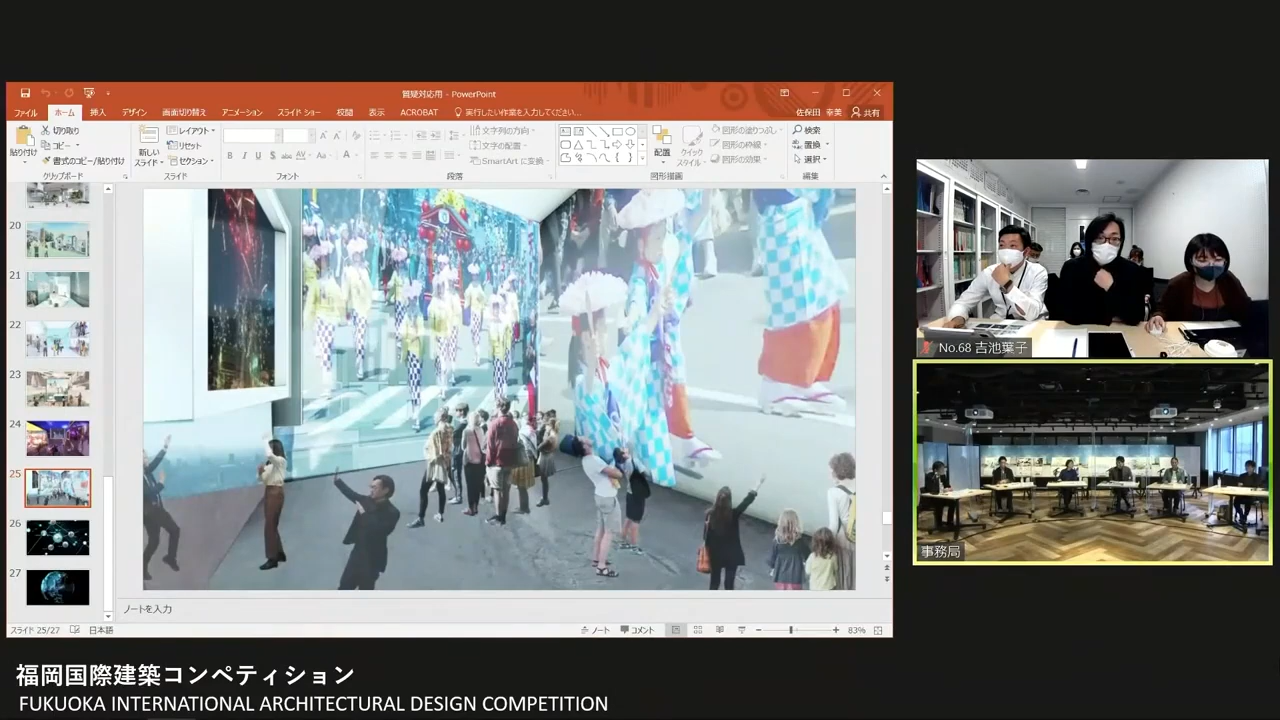 質疑対応用 - PowerPoint
ファイル ホーム 挿入 デザイン 画面切り替え アニメーション スライド ショー 校閲 表示 ACROBAT 実行したい作業を入力してください... 佐保田 幸美 共有
貼り付け
切り取り
コピー
書式のコピー/貼り付け
クリップボード
新しい
スライド
レイアウト
リセット
セクション
スライド
B I U S abc AV Aa A
フォント
文字列の方向
文字の配置
SmartArt に変換
段落
配置
クイック
スタイル
図形の塗りつぶし
図形の枠線
図形の効果
図形描画
検索
置換
選択
編集
20
21
22
23
24
25
26
27
ノートを入力
スライド 25/27 日本語 ノート コメント 83%
No.68 吉池葉子
事務局
福岡国際建築コンペティション
FUKUOKA INTERNATIONAL ARCHITECTURAL DESIGN COMPETITION